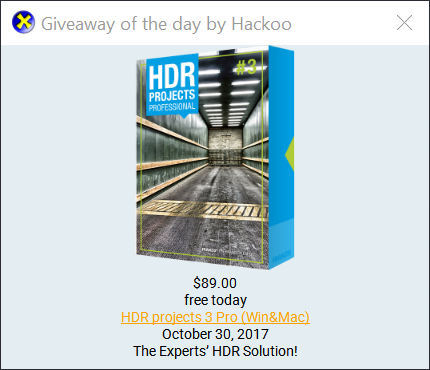 Giveaway of the day by Hackoo
HDR
#3
PROJECTS
PROFESSIONAL
$89.00
free today
HDR projects 3 Pro (Win&Mac)
October 30, 2017
The Experts’ HDR Solution!